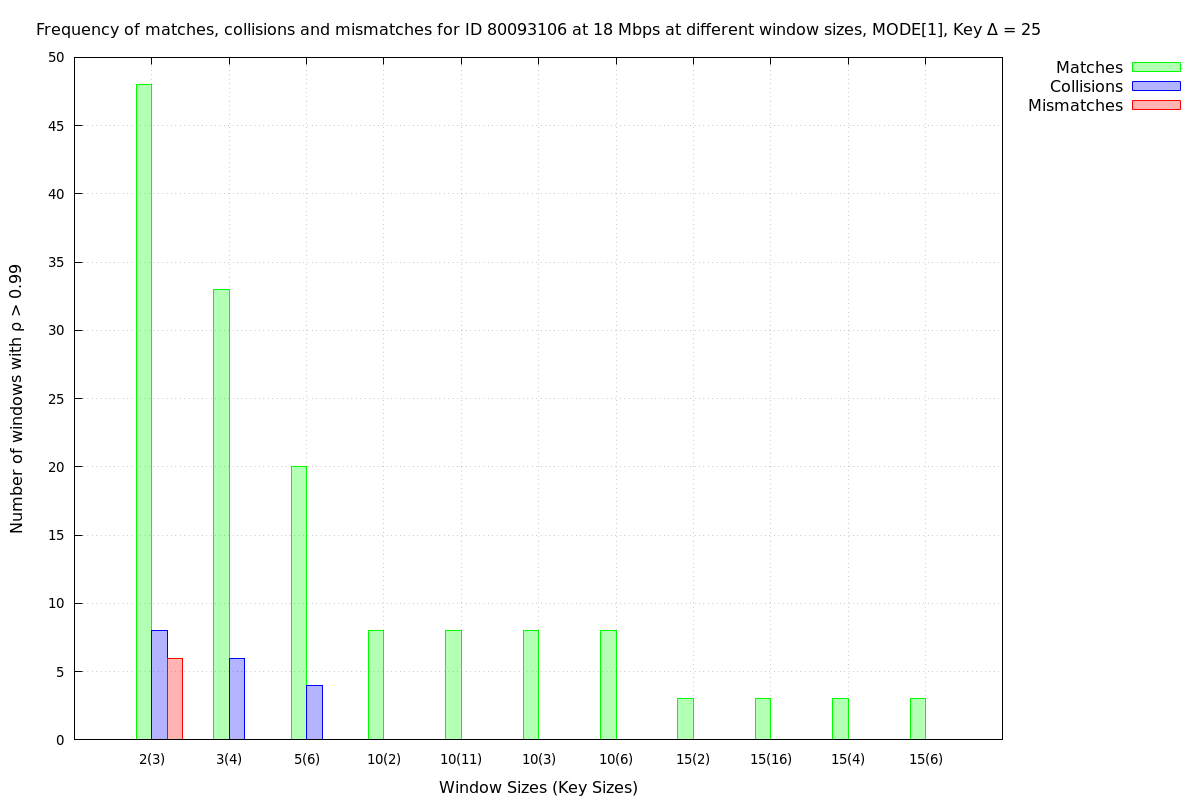 Frequency of matches, collisions and mismatches for ID 80093106 at 18 Mbps at different window sizes, MODE[1], Key Δ = 25
Matches
Collisions
Mismatches
Number of windows with ρ > 0.99
50
45
40
35
30
25
20
15
10
5
0
2(3) 3(4) 5(6) 10(2) 10(11) 10(3) 10(6) 15(2) 15(16) 15(4) 15(6)
Window Sizes (Key Sizes)